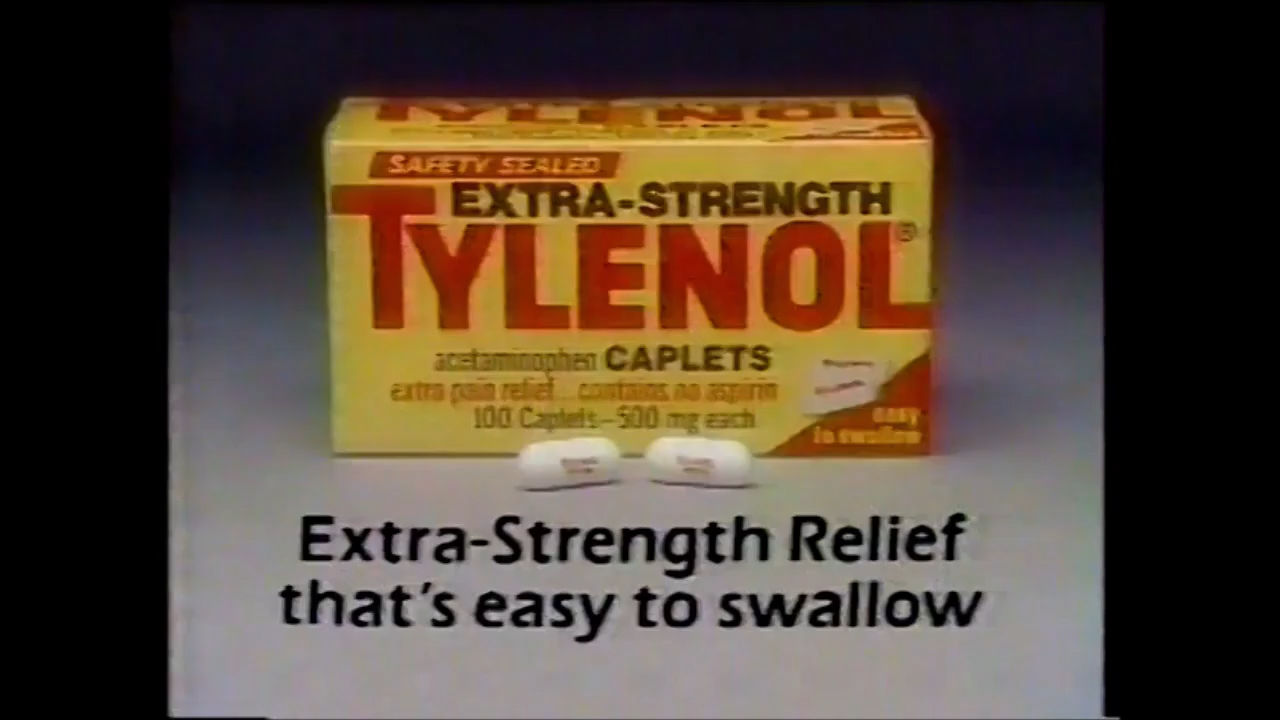 TYLENOL
SAFETY SEALED
EXTRA-STRENGTH
TYLENOL®
acetaminophen CAPLETS
extra pain relief...contains no aspirin
100 Caplets-500 mg each
easy
to swallow
Extra-Strength Relief
that's easy to swallow